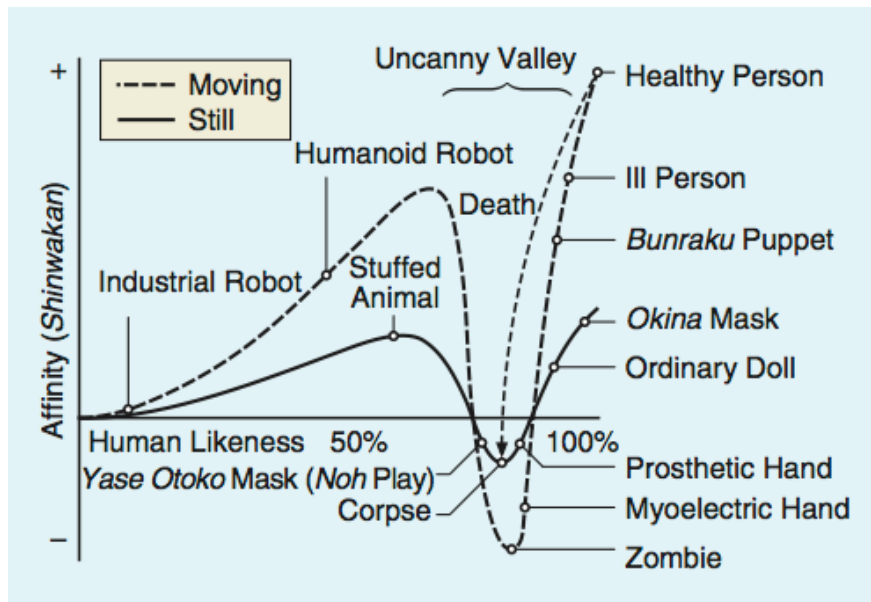 +
Moving
Still
Uncanny Valley
Healthy Person
Humanoid Robot
Ill Person
Death
Bunraku Puppet
Industrial Robot
Stuffed
Animal
Okina Mask
Ordinary Doll
Affinity (Shinwakan)
Human Likeness 50%
100%
Yase Otoko Mask (Noh Play)
Prosthetic Hand
Corpse
Myoelectric Hand
–
Zombie